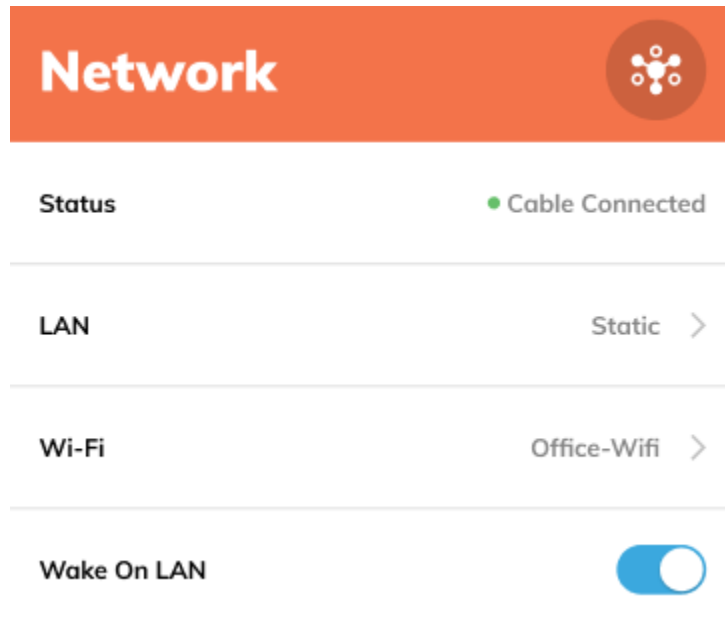 Network
Status
Cable Connected
LAN
Static
Wi-Fi
Office-Wifi
Wake On LAN